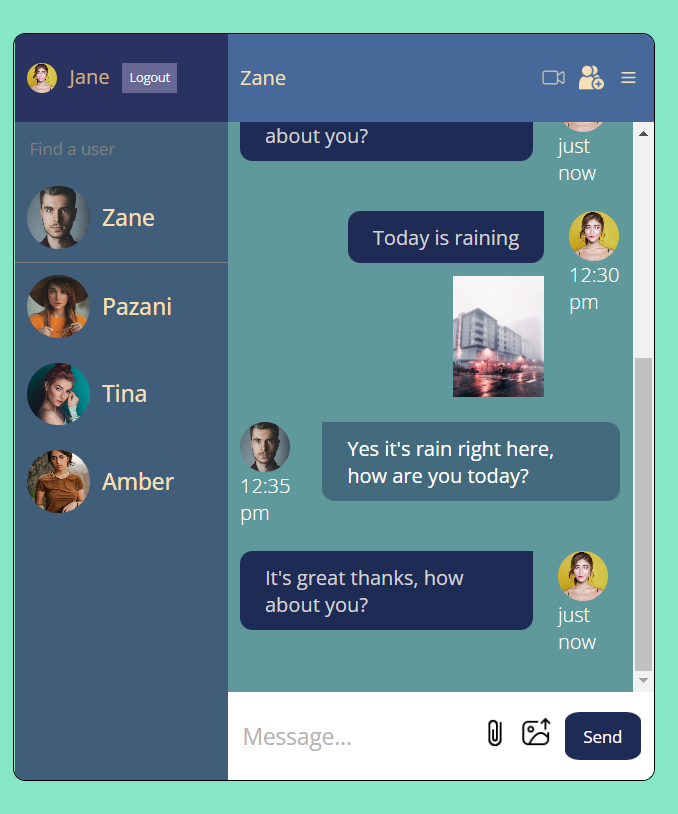 Jane
Logout
Find a user
Zane
Pazani
Tina
Amber
Zane
about you?
just
now
Today is raining
12:30
pm
12:35
pm
Yes it's rain right here,
how are you today?
It's great thanks, how
about you?
just
now
Message...
Send